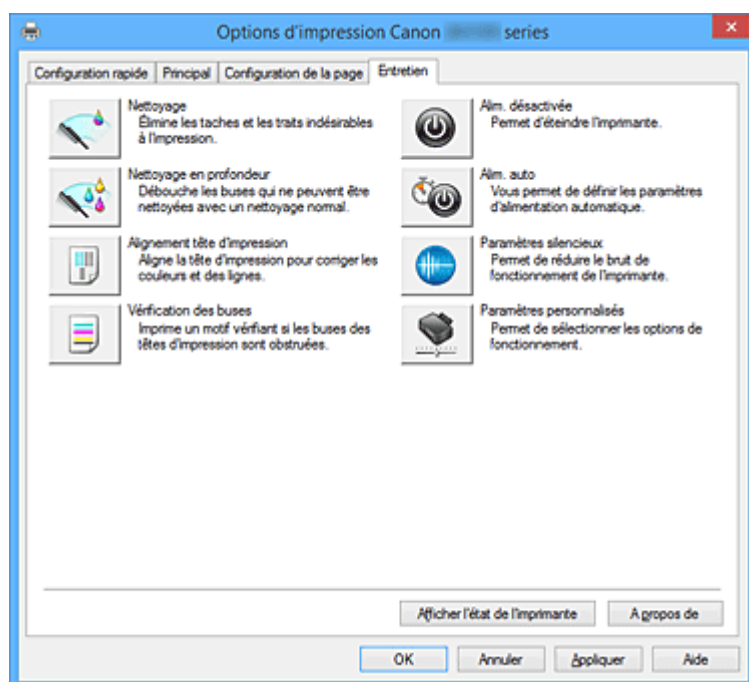 Options d'impression Canon series
Configuration rapide
Principal
Configuration de la page
Entretien
Nettoyage
Élimine les taches et les traits indésirables
à l'impression.
Nettoyage en profondeur
Débouche les buses qui ne peuvent être
nettoyées avec un nettoyage normal.
Alignement tête d'impression
Aligne la tête d'impression pour corriger les
couleurs et des lignes.
Vérification des buses
Imprime un motif vérifiant si les buses des
têtes d'impression sont obstruées.
Alim. désactivée
Permet d'éteindre l'imprimante.
Alim. auto
Vous permet de définir les paramètres
d'alimentation automatique.
Paramètres silencieux
Permet de réduire le bruit de
fonctionnement de l'imprimante.
Paramètres personnalisés
Permet de sélectionner les options de
fonctionnement.
Afficher l'état de l'imprimante
A propos de
OK
Annuler
Appliquer
Aide